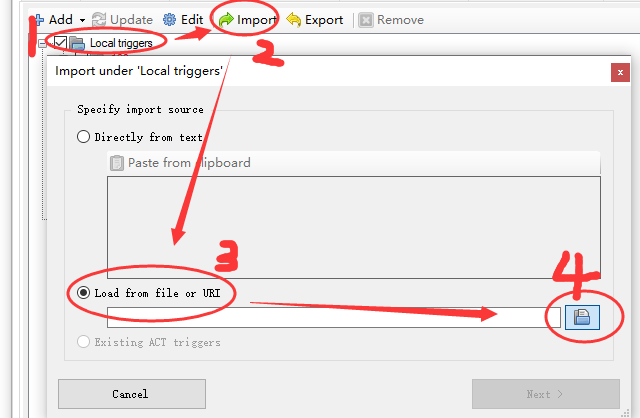 Add Update Edit Import Export Remove
1 Local triggers 2
Import under 'Local triggers' x
Specify import source
Directly from text
Paste from clipboard
3
Load from file or URI 4
Existing ACT triggers
Cancel Next >